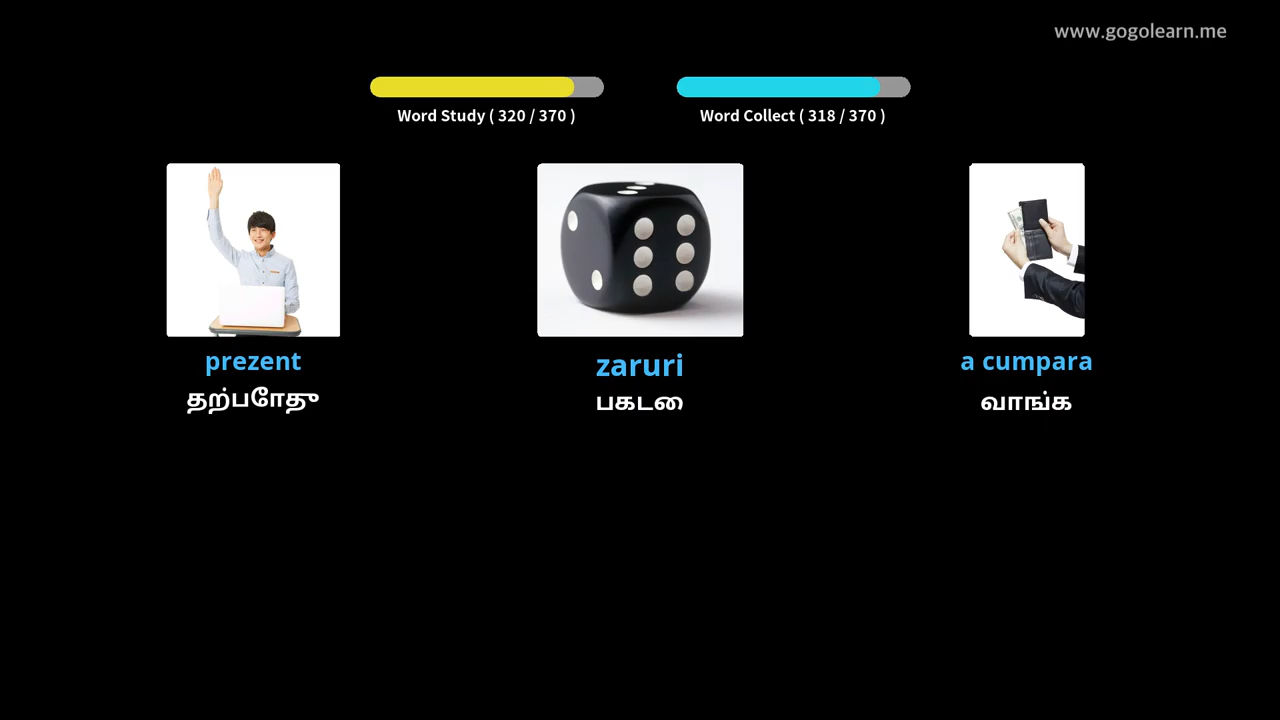 www.gogolearn.me
Word Study ( 320 / 370 )
Word Collect ( 318 / 370 )
prezent
zaruri
a cumpara
தற்போது
பகடை
வாங்க